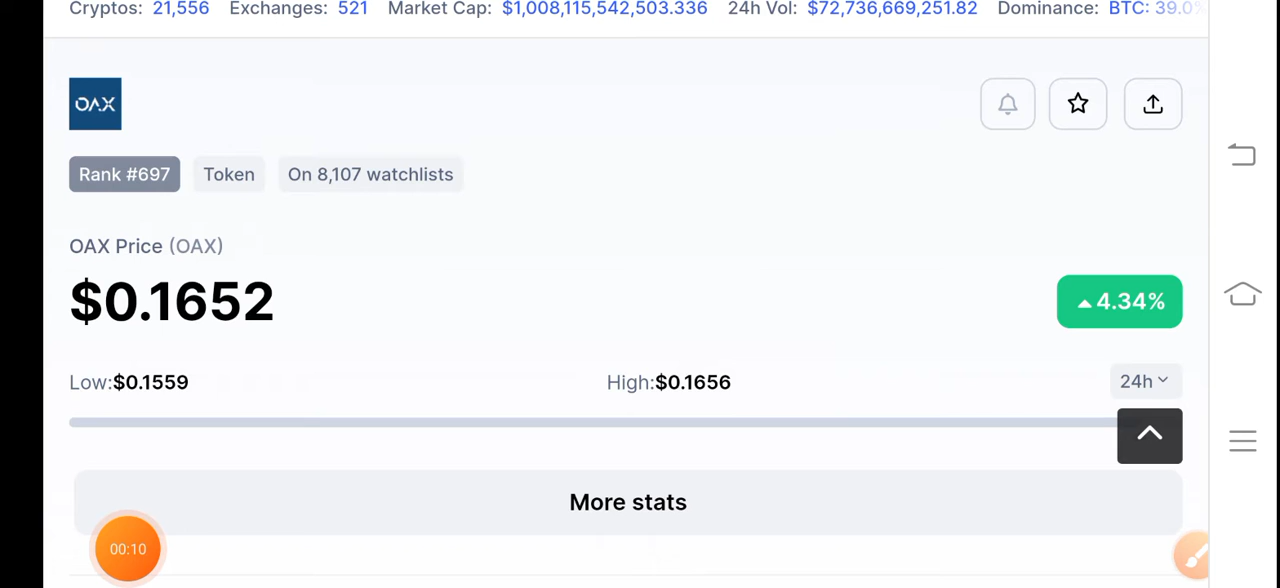 Cryptos: 21,556 Exchanges: 521 Market Cap: $1,008,115,542,503.336 24h Vol: $72,736,669,251.82 Dominance: BTC: 39.0%
OAX
Rank #697 Token On 8,107 watchlists
OAX Price (OAX)
$0.1652 4.34%
Low:$0.1559 High:$0.1656 24h
More stats
00:10